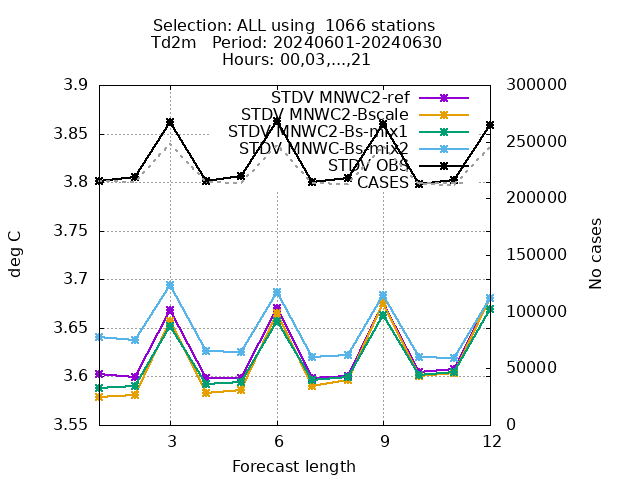 Selection: ALL using  1066 stations
Td2m   Period: 20240601-20240630
Hours: 00,03,...,21
3.9
3.85
3.8
3.75
3.7
3.65
3.6
3.55
deg C
STDV MNWC2-ref
STDV MNWC2-Bscale
STDV MNWC2-Bs-mix1
STDV MNWC-Bs-mix2
STDV OBS
CASES
300000
250000
200000
150000
100000
50000
0
No cases
3
6
9
12
Forecast length